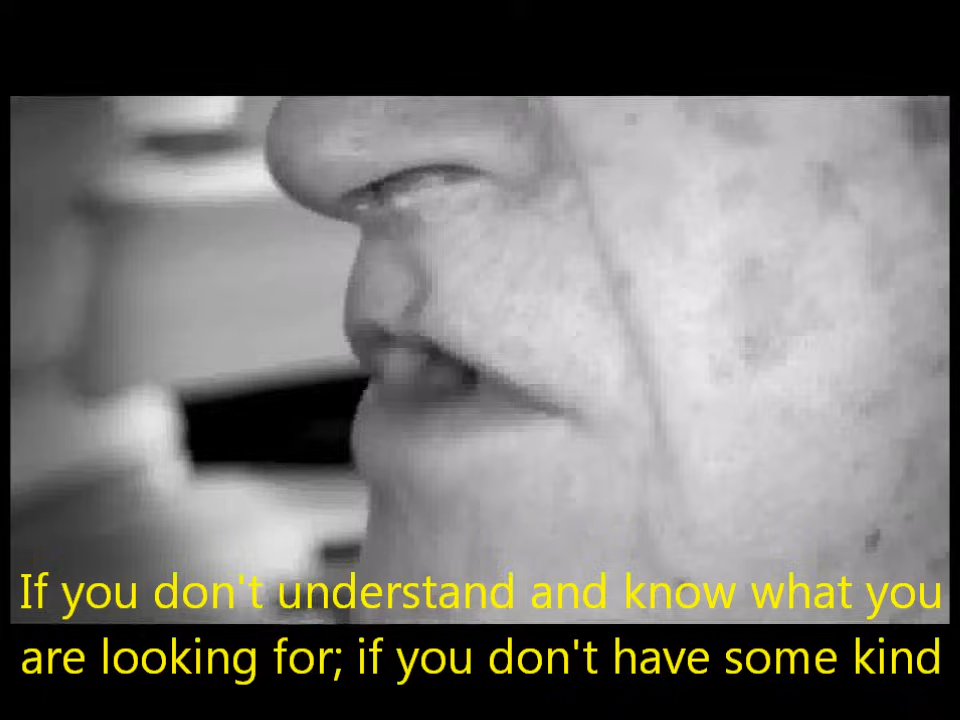 If you don't understand and know what you
are looking for; if you don't have some kind